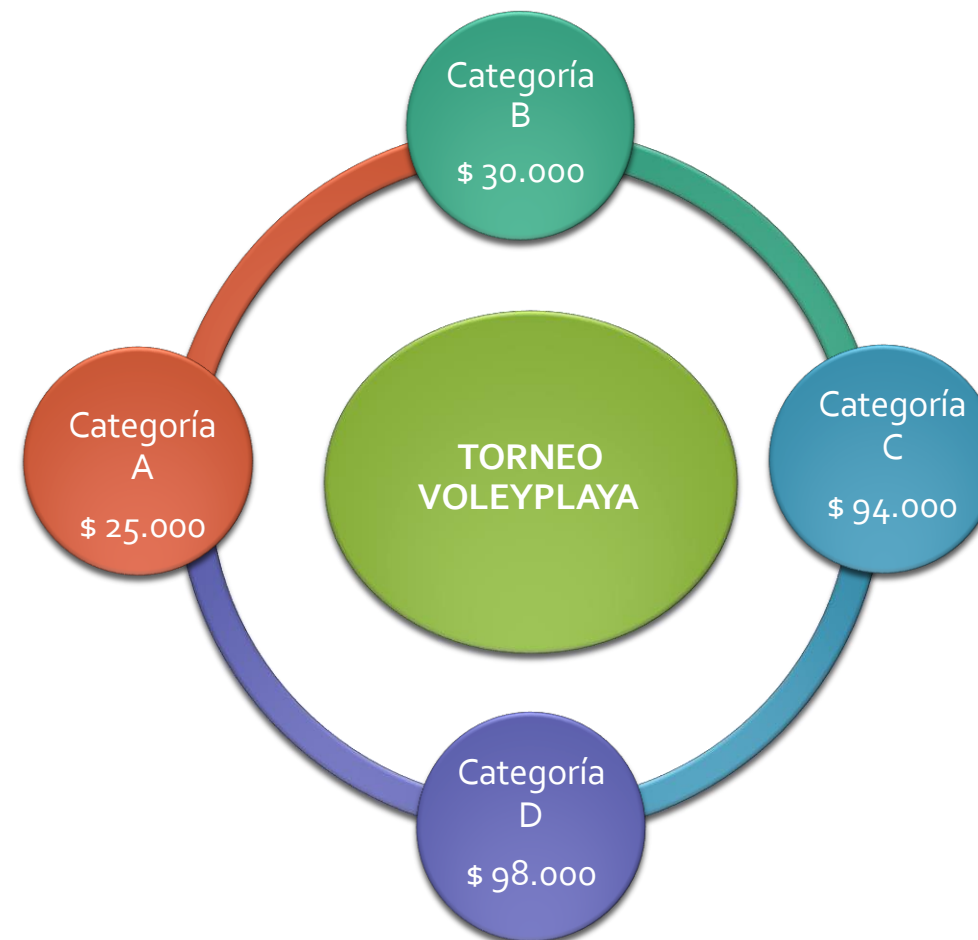 Categoría
B
$ 30.000
Categoría
A
$ 25.000
TORNEO
VOLEYPLAYA
Categoría
C
$ 94.000
Categoría
D
$ 98.000